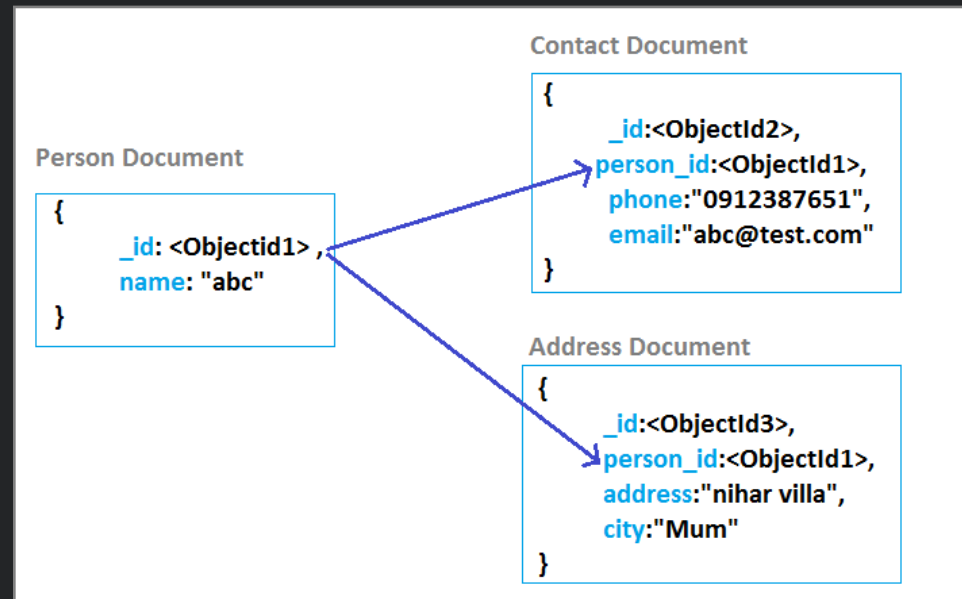 Person Document
{
_id: <Objectid1> ,
name: "abc"
}
Contact Document
{
_id:<ObjectId2>,
person_id:<ObjectId1>,
phone:"0912387651",
email:"abc@test.com"
}
Address Document
{
_id:<ObjectId3>,
person_id:<ObjectId1>,
address:"nihar villa",
city:"Mum"
}